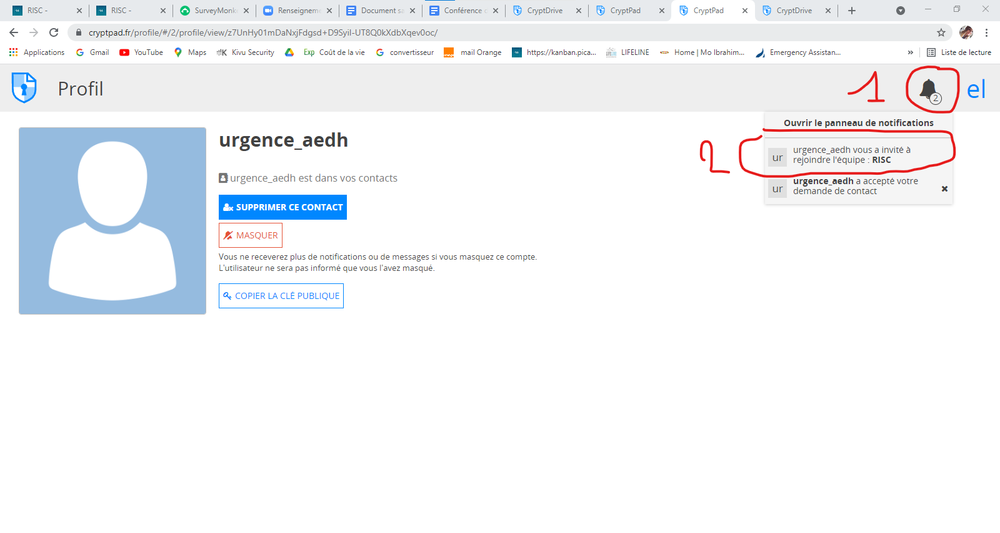 RISC -
RISC -
SurveyMonk
Renseigneme
Document sa
Conférence d
CryptDrive
CryptPad
CryptPad
CryptDrive
cryptpad.fr/profile/#/2/profile/view/z7UnHy01mDaNxjFdgsd+D9Syil-UT8Q0kXdbXqev0oc/
Applications
Gmail
YouTube
Maps
Kivu Security
Exp Coût de la vie
convertisseur
mail Orange
https://kanban.pica...
LIFELINE
Home | Mo Ibrahim...
Emergency Assistan...
»
Liste de lecture
Profil
1
2
el
Ouvrir le panneau de notifications
2
ur
urgence_aedh vous a invité à
rejoindre l'équipe : RISC
ur
urgence_aedh a accepté votre
demande de contact
urgence_aedh
urgence_aedh est dans vos contacts
SUPPRIMER CE CONTACT
MASQUER
Vous ne receverez plus de notifications ou de messages si vous masquez ce compte.
L'utilisateur ne sera pas informé que vous l'avez masqué.
COPIER LA CLÉ PUBLIQUE